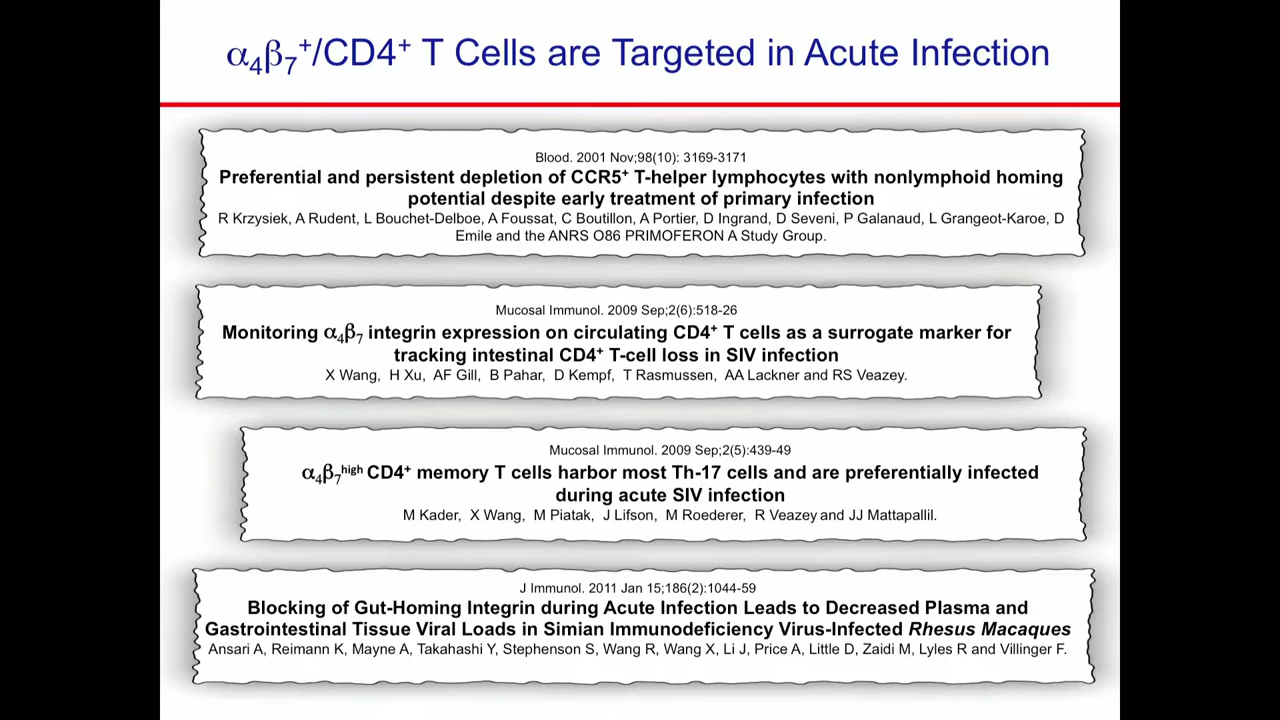 α₄β₇⁺/CD4⁺ T Cells are Targeted in Acute Infection
Blood. 2001 Nov;98(10): 3169-3171
Preferential and persistent depletion of CCR5⁺ T-helper lymphocytes with nonlymphoid homing
potential despite early treatment of primary infection
R Krzysiek, A Rudent, L Bouchet-Delboe, A Foussat, C Boutillon, A Portier, D Ingrand, D Seveni, P Galanaud, L Grangeot-Karoe, D
Emile and the ANRS O86 PRIMOFERON A Study Group.
Mucosal Immunol. 2009 Sep;2(6):518-26
Monitoring α₄β₇ integrin expression on circulating CD4⁺ T cells as a surrogate marker for
tracking intestinal CD4⁺ T-cell loss in SIV infection
X Wang, H Xu, AF Gill, B Pahar, D Kempf, T Rasmussen, AA Lackner and RS Veazey.
Mucosal Immunol. 2009 Sep;2(5):439-49
α₄β₇ʰⁱᵍʰ CD4⁺ memory T cells harbor most Th-17 cells and are preferentially infected
during acute SIV infection
M Kader, X Wang, M Piatak, J Lifson, M Roederer, R Veazey and JJ Mattapallil.
J Immunol. 2011 Jan 15;186(2):1044-59
Blocking of Gut-Homing Integrin during Acute Infection Leads to Decreased Plasma and
Gastrointestinal Tissue Viral Loads in Simian Immunodeficiency Virus-Infected Rhesus Macaques
Ansari A, Reimann K, Mayne A, Takahashi Y, Stephenson S, Wang R, Wang X, Li J, Price A, Little D, Zaidi M, Lyles R and Villinger F.